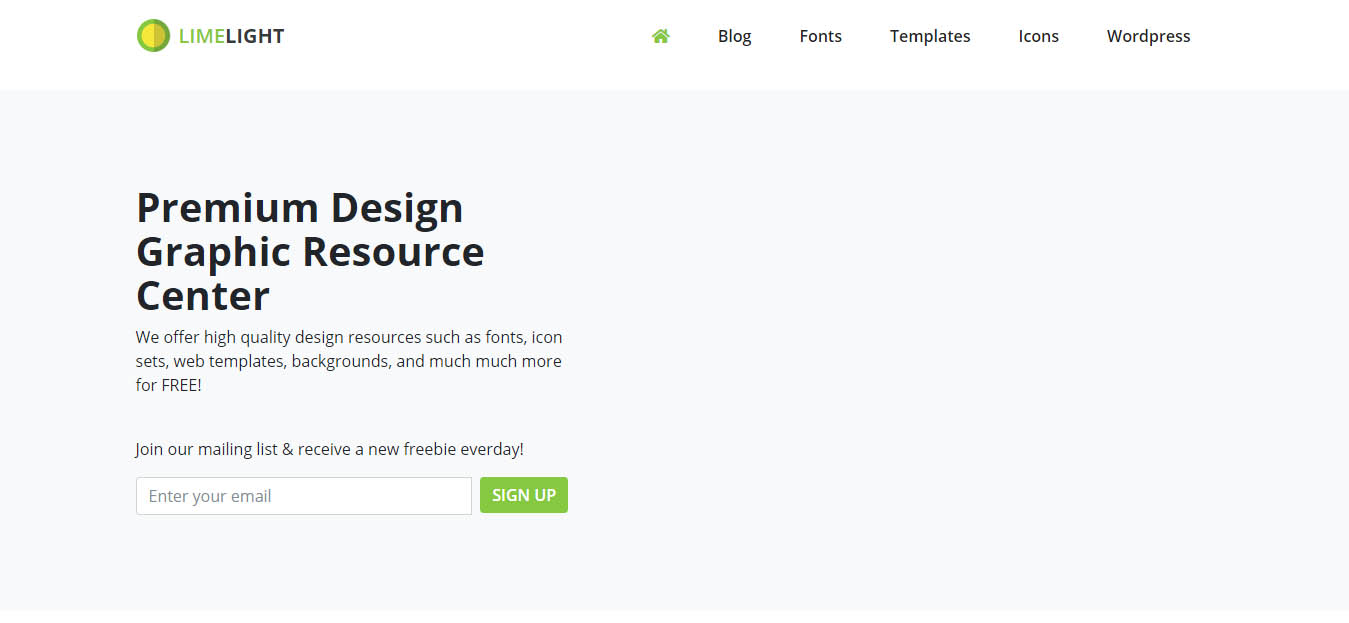 LIMELIGHT
Blog Fonts Templates Icons Wordpress
Premium Design
Graphic Resource
Center
We offer high quality design resources such as fonts, icon
sets, web templates, backgrounds, and much much more
for FREE!
Join our mailing list & receive a new freebie everday!
Enter your email
SIGN UP